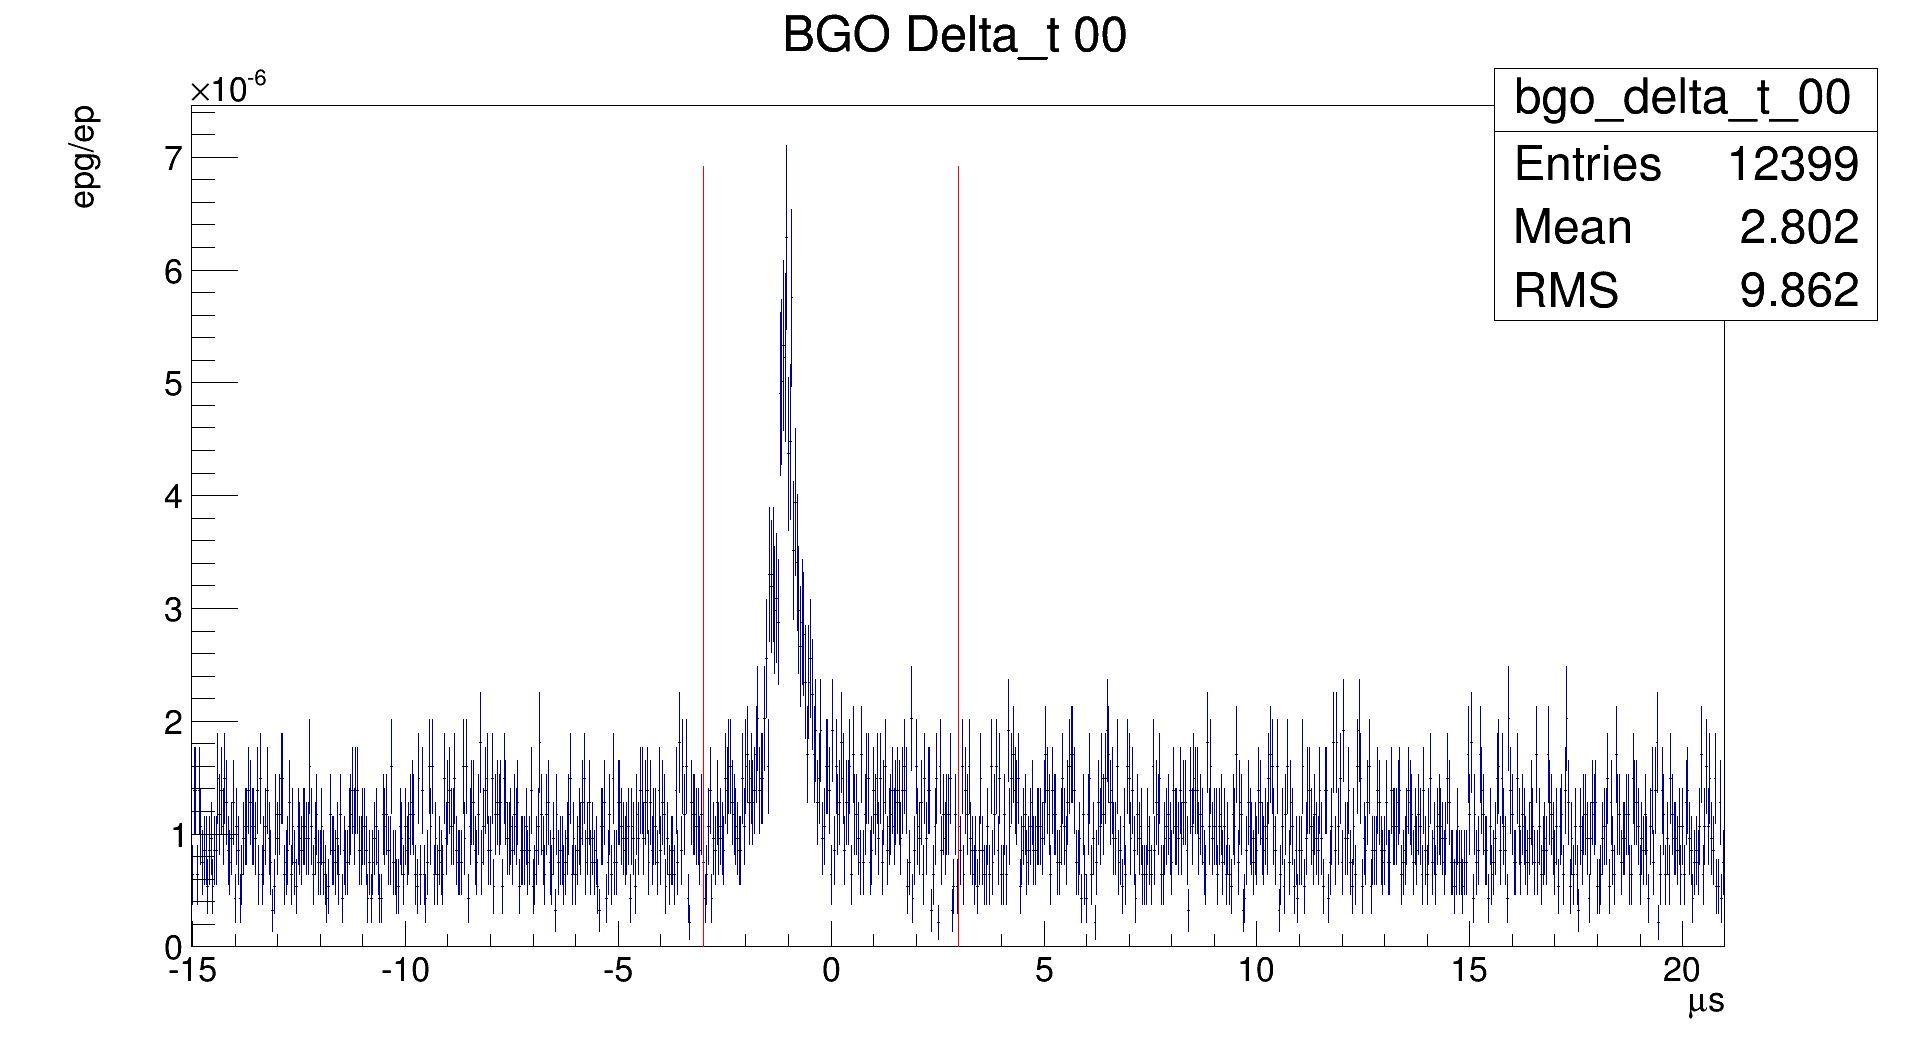 BGO Delta_t 00
×10-6
epg/ep
bgo_delta_t_00
Entries 12399
Mean 2.802
RMS 9.862
7
6
5
4
3
2
1
0
-15 -10 -5 0 5 10 15 20
μs